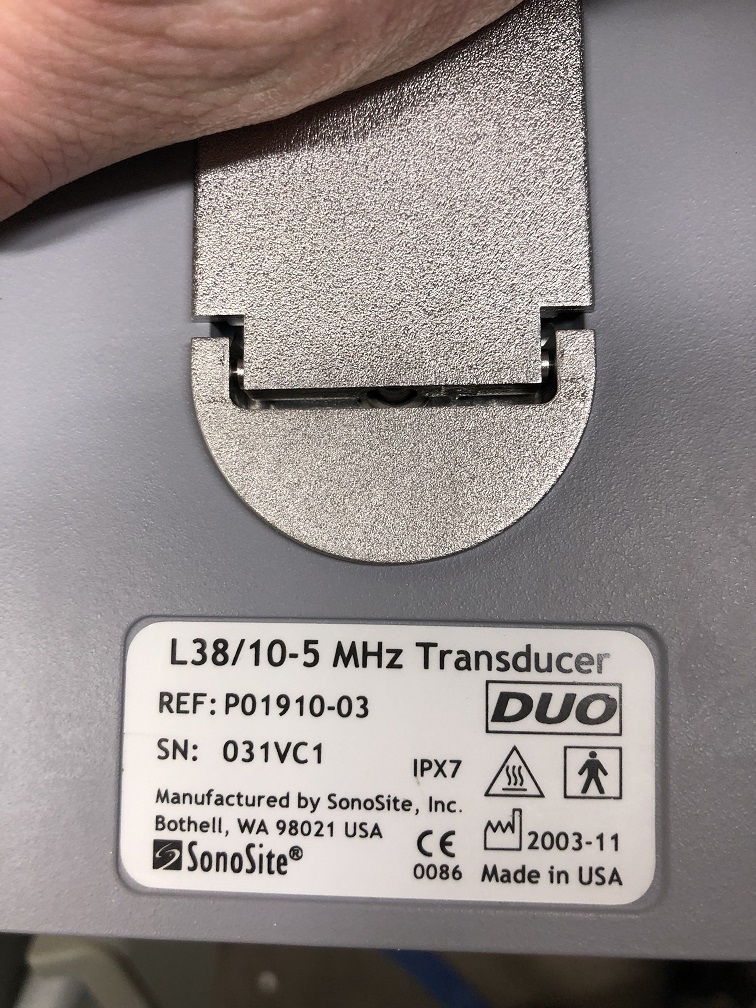 L38/10-5 MHz Transducer
REF: P01910-03
DUO
SN: 031VC1
IPX7
Manufactured by SonoSite, Inc.
Bothell, WA 98021 USA
SonoSite®
CE
0086
2003-11
Made in USA